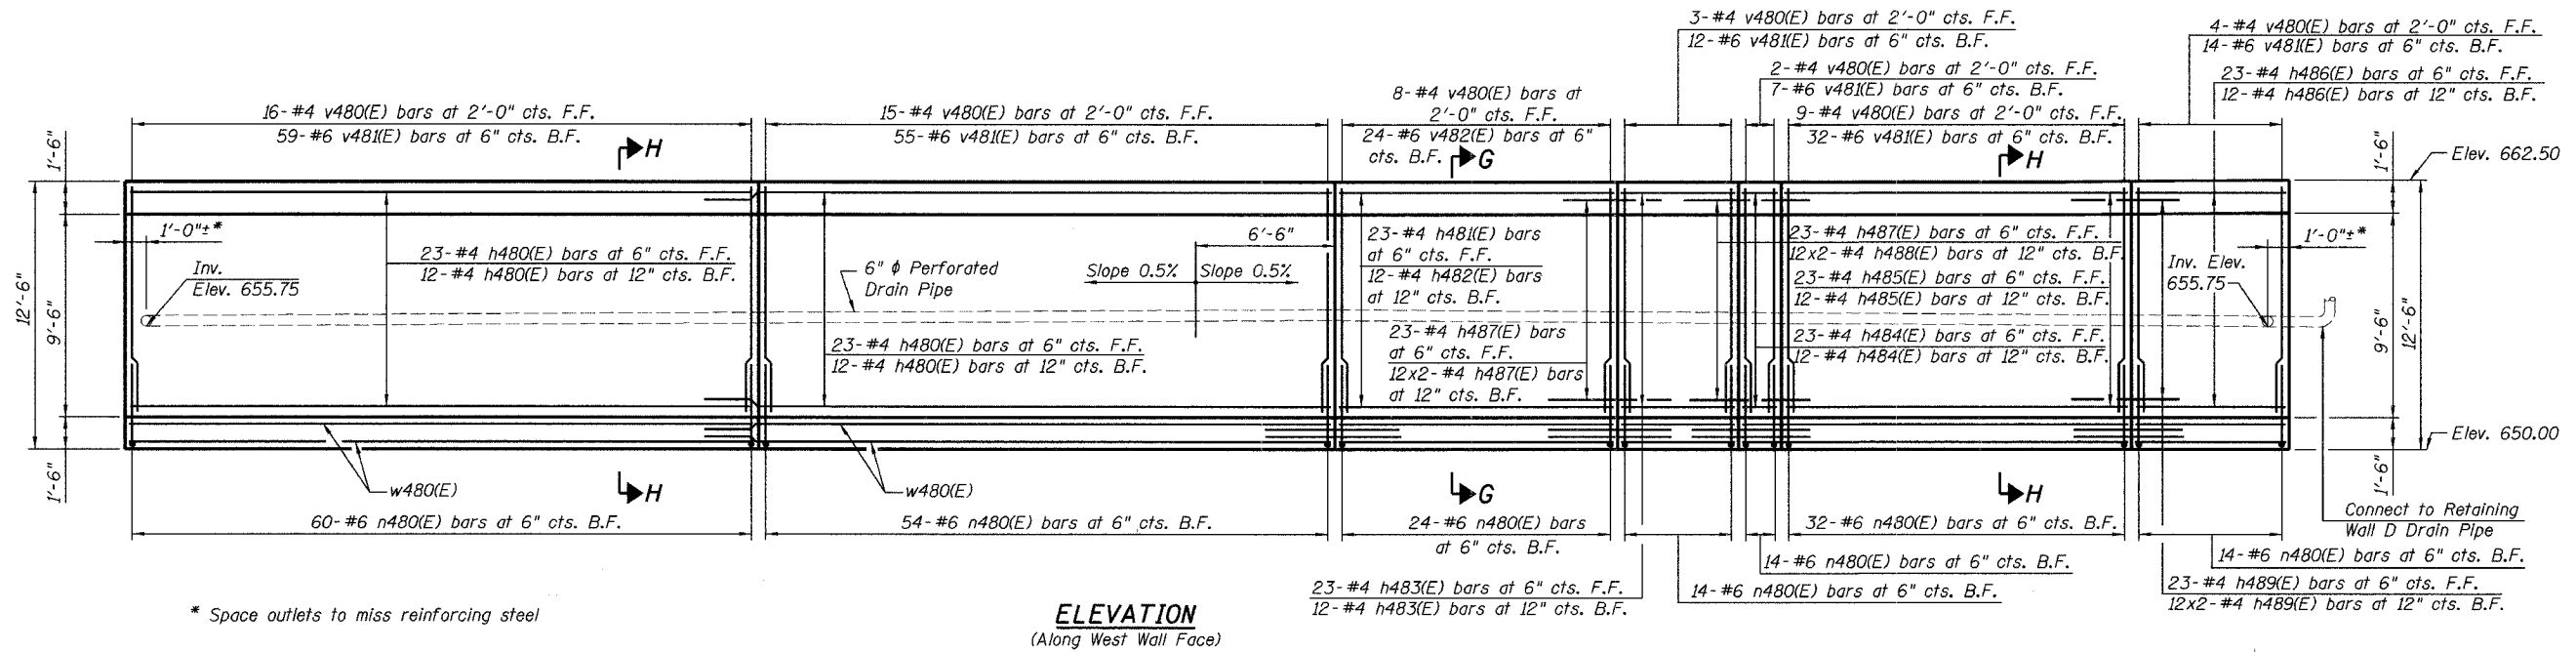 3-#4 v480(E) bars at 2'-0" cts. F.F.
12-#6 v481(E) bars at 6" cts. B.F.
4-#4 v480(E) bars at 2'-0" cts. F.F.
14-#6 v481(E) bars at 6" cts. B.F.
2-#4 v480(E) bars at 2'-0" cts. F.F.
7-#6 v481(E) bars at 6" cts. B.F.
23-#4 h486(E) bars at 6" cts. F.F.
12-#4 h486(E) bars at 12" cts. B.F.
16-#4 v480(E) bars at 2'-0" cts. F.F.
59-#6 v481(E) bars at 6" cts. B.F.
15-#4 v480(E) bars at 2'-0" cts. F.F.
55-#6 v481(E) bars at 6" cts. B.F.
8-#4 v480(E) bars at
2'-0" cts. F.F.
24-#6 v482(E) bars at 6"
cts. B.F.
9-#4 v480(E) bars at 2'-0" cts. F.F.
32-#6 v481(E) bars at 6" cts. B.F.
H
G
H
1'-6"
12'-6"
9'-6"
1'-6"
1'-6"
9'-6"
12'-6"
1'-6"
Elev. 662.50
1'-0"±*
Inv.
Elev. 655.75
23-#4 h480(E) bars at 6" cts. F.F.
12-#4 h480(E) bars at 12" cts. B.F.
6" ϕ Perforated
Drain Pipe
6'-6"
Slope 0.5%
Slope 0.5%
23-#4 h480(E) bars at 6" cts. F.F.
12-#4 h480(E) bars at 12" cts. B.F.
23-#4 h481(E) bars
at 6" cts. F.F.
12-#4 h482(E) bars
at 12" cts. B.F.
23-#4 h487(E) bars
at 6" cts. F.F.
12x2-#4 h487(E) bars
at 12" cts. B.F.
23-#4 h487(E) bars at 6" cts. F.F.
12x2-#4 h488(E) bars at 12" cts. B.F.
23-#4 h485(E) bars at 6" cts. F.F.
12-#4 h485(E) bars at 12" cts. B.F.
23-#4 h484(E) bars at 6" cts. F.F.
12-#4 h484(E) bars at 12" cts. B.F.
1'-0"±*
Inv. Elev.
655.75
Elev. 650.00
w480(E)
w480(E)
H
G
H
60-#6 n480(E) bars at 6" cts. B.F.
54-#6 n480(E) bars at 6" cts. B.F.
24-#6 n480(E) bars
at 6" cts. B.F.
32-#6 n480(E) bars at 6" cts. B.F.
Connect to Retaining
Wall D Drain Pipe
14-#6 n480(E) bars at 6" cts. B.F.
14-#6 n480(E) bars at 6" cts. B.F.
14-#6 n480(E) bars at 6" cts. B.F.
23-#4 h483(E) bars at 6" cts. F.F.
12-#4 h483(E) bars at 12" cts. B.F.
23-#4 h489(E) bars at 6" cts. F.F.
12x2-#4 h489(E) bars at 12" cts. B.F.
* Space outlets to miss reinforcing steel
ELEVATION
(Along West Wall Face)